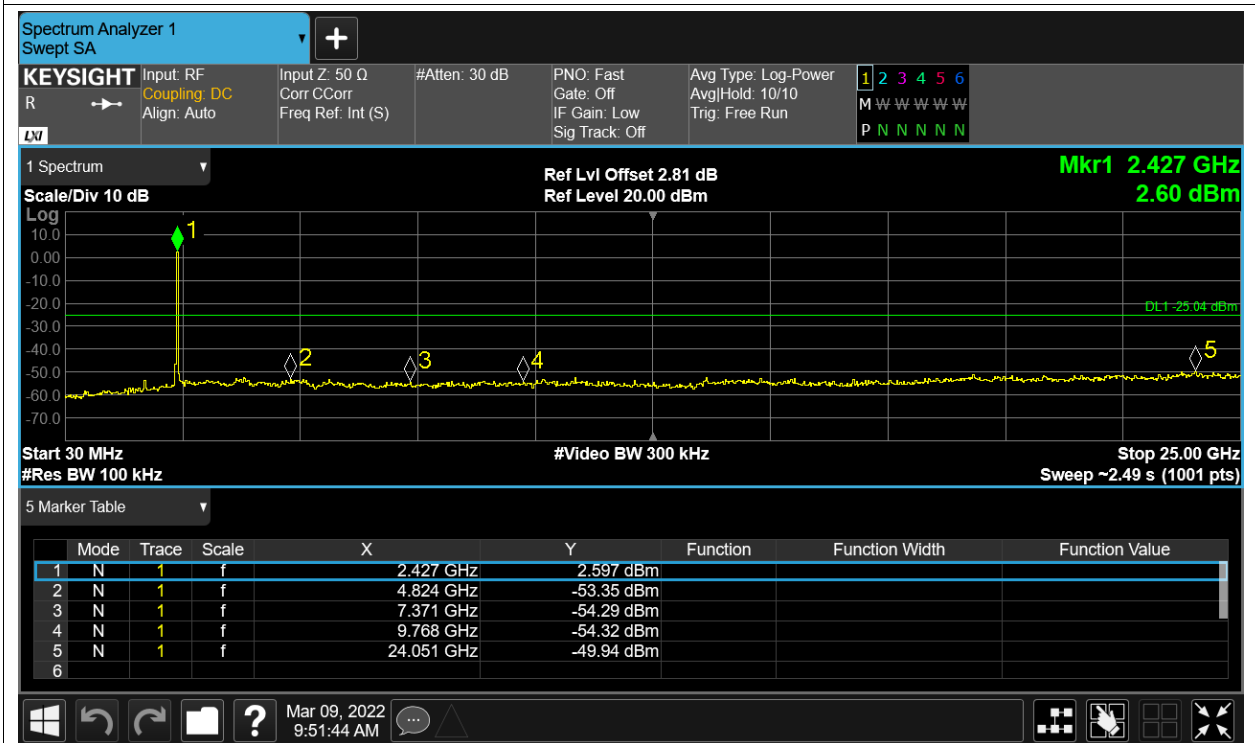 Spectrum Analyzer 1
Swept SA
KEYSIGHT
R
LXI
Input: RF
Coupling: DC
Align: Auto
Input Z: 50 Ω
Corr CCorr
Freq Ref: Int (S)
#Atten: 30 dB
PNO: Fast
Gate: Off
IF Gain: Low
Sig Track: Off
Avg Type: Log-Power
Avg|Hold: 10/10
Trig: Free Run
1 2 3 4 5 6
M W W W W W
P N N N N N
1 Spectrum
Scale/Div 10 dB
Ref Lvl Offset 2.81 dB
Ref Level 20.00 dBm
Mkr1 2.427 GHz
2.60 dBm
Log
10.0
0.00
-10.0
-20.0
-30.0
-40.0
-50.0
-60.0
-70.0
1
2
3
4
5
DL1 -25.04 dBm
Start 30 MHz
#Video BW 300 kHz
Stop 25.00 GHz
#Res BW 100 kHz
Sweep ~2.49 s (1001 pts)
5 Marker Table
Mode Trace Scale X Y Function Function Width Function Value
1 N 1 f 2.427 GHz 2.597 dBm
2 N 1 f 4.824 GHz -53.35 dBm
3 N 1 f 7.371 GHz -54.29 dBm
4 N 1 f 9.768 GHz -54.32 dBm
5 N 1 f 24.051 GHz -49.94 dBm
6
?
Mar 09, 2022
9:51:44 AM